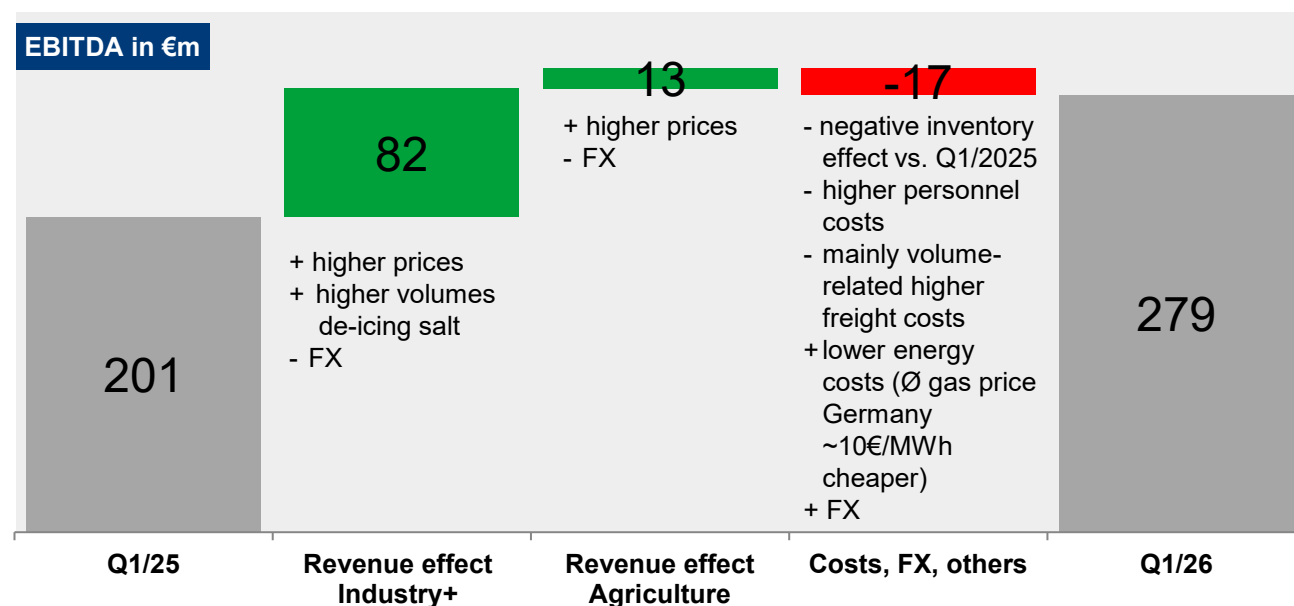 EBITDA in €m
201
82
+ higher prices
+ higher volumes
de-icing salt
- FX
13
+ higher prices
- FX
-17
- negative inventory
effect vs. Q1/2025
- higher personnel
costs
- mainly volume-
related higher
freight costs
+ lower energy
costs (Ø gas price
Germany
~10€/MWh
cheaper)
+ FX
279
Q1/25
Revenue effect
Industry+
Revenue effect
Agriculture
Costs, FX, others
Q1/26